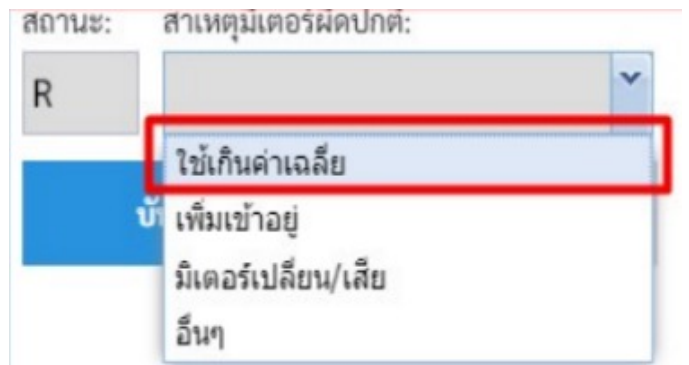 สถานะ: สาเหตุมิเตอร์ผิดปกติ:
R
ใช้เกินค่าเฉลี่ย
เพิ่มเข้าอยู่
มิเตอร์เปลี่ยน/เสีย
อื่นๆ